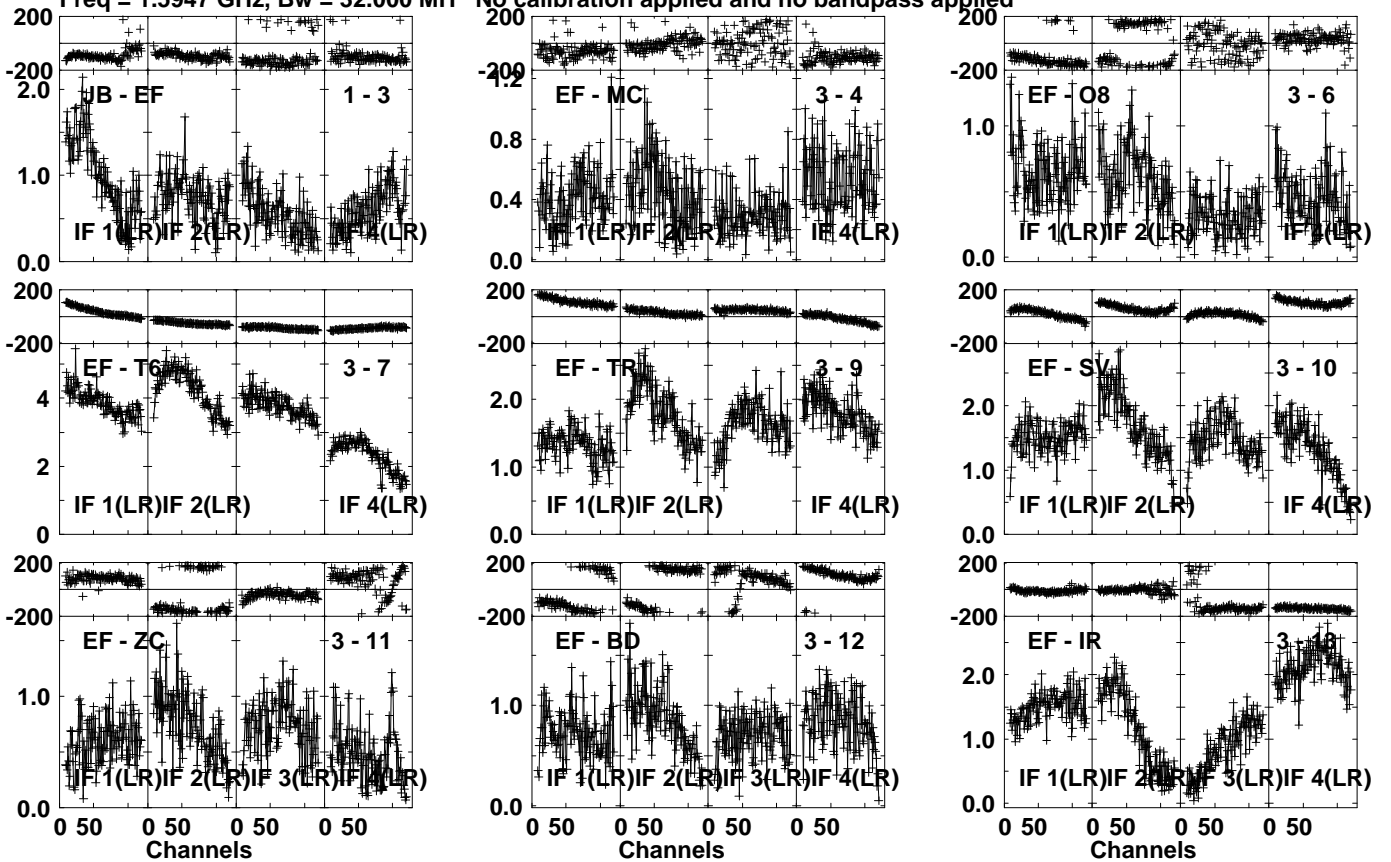 Freq = 1.5947 GHz, Bw = 32.000 MH No calibration applied and no bandpass applied
200
-200
JB - EF 1 - 3
2.0
1.0
0.0
IF 1(LR) IF 2(LR) IF 4(LR)
-200
EF - MC 3 - 4
1.2
0.8
0.4
0.0
IF 1(LR) IF 2(LR) IF 4(LR)
200
-200
EF - O8 3 - 6
1.0
0.0
IF 1(LR) IF 2(LR) IF 4(LR)
200
-200
EF - T6 3 - 7
4
2
0
IF 1(LR) IF 2(LR) IF 4(LR)
200
-200
EF - TR 3 - 9
2.0
1.0
0.0
IF 1(LR) IF 2(LR) IF 4(LR)
200
-200
EF - SV 3 - 10
2.0
1.0
0.0
IF 1(LR) IF 2(LR) IF 4(LR)
200
-200
EF - ZC 3 - 11
1.0
0.0
IF 1(LR) IF 2(LR) IF 3(LR) IF 4(LR)
0 50 0 50 0 50 0 50
Channels
200
-200
EF - BD 3 - 12
1.0
0.0
IF 1(LR) IF 2(LR) IF 3(LR) IF 4(LR)
0 50 0 50 0 50 0 50
Channels
200
-200
EF - IR 3 - 13
2.0
1.0
0.0
IF 1(LR) IF 2(LR) IF 3(LR) IF 4(LR)
0 50 0 50 0 50 0 50
Channels